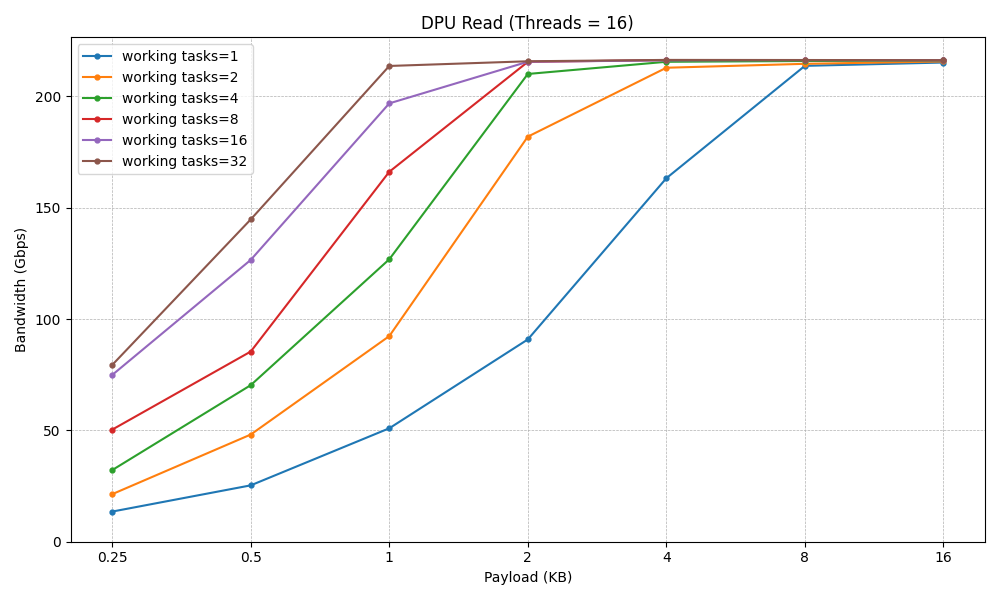 DPU Read (Threads = 16)
working tasks=1
working tasks=2
working tasks=4
working tasks=8
working tasks=16
working tasks=32
Bandwidth (Gbps)
200
150
100
50
0
0.25 0.5 1 2 4 8 16
Payload (KB)